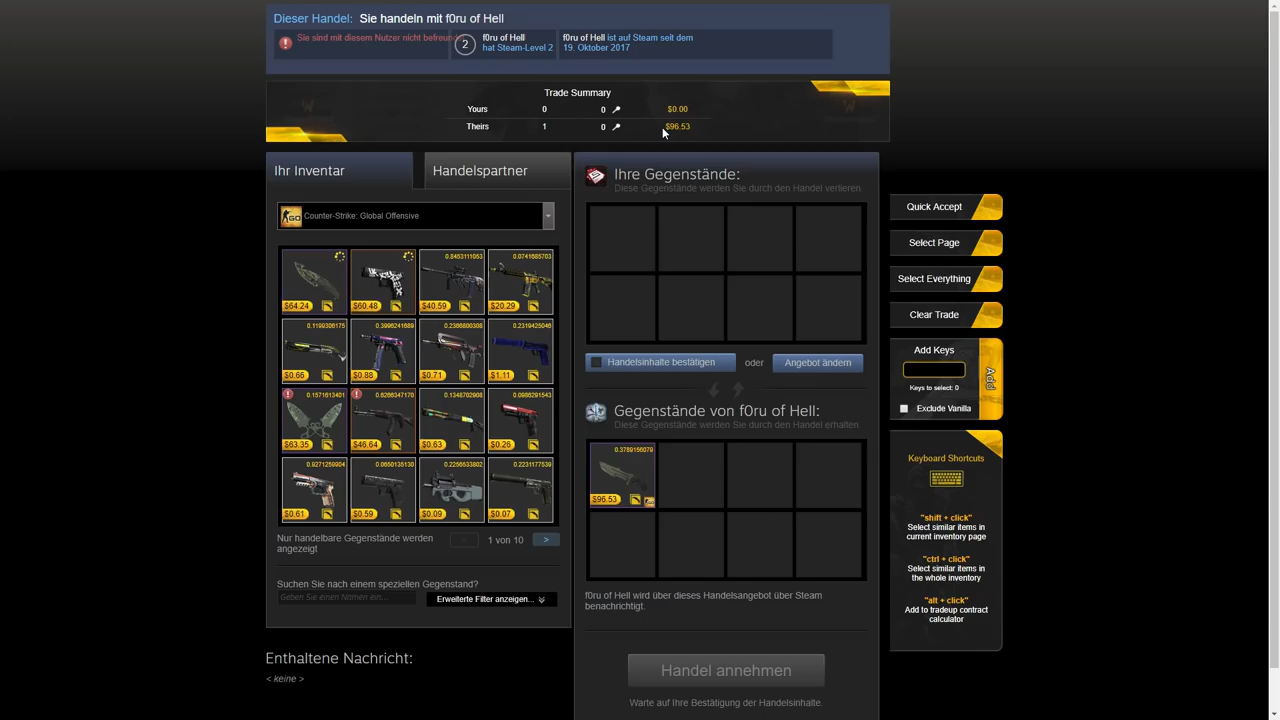 Dieser Handel: Sie handeln mit f0ru of Hell
Sie sind mit diesem Nutzer nicht befreundet
2
f0ru of Hell
hat Steam-Level 2
f0ru of Hell ist auf Steam seit dem
19. Oktober 2017
Trade Summary
Yours 0 0 $0.00
Theirs 1 0 $96.53
Ihr Inventar
Handelspartner
Counter-Strike: Global Offensive
0.8453111053 0.0741685703
$64.24 $60.48 $40.59 $20.29
0.1199306175 0.3996241689 0.2366800308 0.2319425046
$0.66 $0.88 $0.71 $1.11
0.1571613401 0.6266347170 0.1348702908 0.0986291543
$63.35 $46.64 $0.63 $0.26
0.9271259904 0.0650135130 0.2256533802 0.2231177539
$0.61 $0.59 $0.09 $0.07
Nur handelbare Gegenstände werden
angezeigt
< 1 von 10 >
Suchen Sie nach einem speziellen Gegenstand?
Geben Sie einen Namen ein...
Erweiterte Filter anzeigen...
Enthaltene Nachricht:
< keine >
Ihre Gegenstände:
Diese Gegenstände werden Sie durch den Handel verlieren.
Handelsinhalte bestätigen
oder
Angebot ändern
Gegenstände von f0ru of Hell:
Diese Gegenstände werden Sie durch den Handel erhalten.
0.3789156079
$96.53
f0ru of Hell wird über dieses Handelsangebot über Steam
benachrichtigt.
Handel annehmen
Warte auf Ihre Bestätigung der Handelsinhalte.
Quick Accept
Select Page
Select Everything
Clear Trade
Add Keys
Keys to select: 0
Exclude Vanilla
Add
Keyboard Shortcuts
"shift + click"
Select similar items in
current inventory page
"ctrl + click"
Select similar items in
the whole inventory
"alt + click"
Add to tradeup contract
calculator